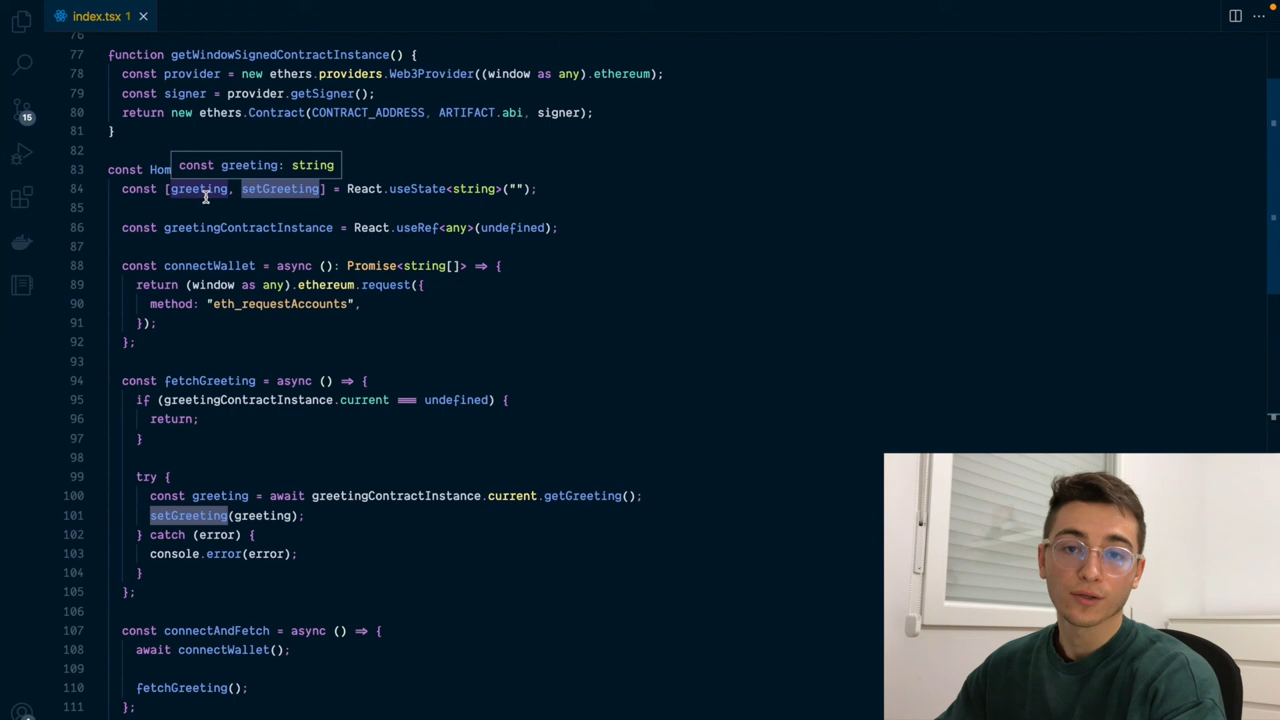 index.tsx 1
76
77 function getWindowSignedContractInstance() {
78 const provider = new ethers.providers.Web3Provider((window as any).ethereum);
79 const signer = provider.getSigner();
80 return new ethers.Contract(CONTRACT_ADDRESS, ARTIFACT.abi, signer);
81 }
82
const greeting: string
83 const Hom
84 const [greeting, setGreeting] = React.useState<string>("");
85
86 const greetingContractInstance = React.useRef<any>(undefined);
87
88 const connectWallet = async (): Promise<string[]> => {
89 return (window as any).ethereum.request({
90 method: "eth_requestAccounts",
91 });
92 };
93
94 const fetchGreeting = async () => {
95 if (greetingContractInstance.current === undefined) {
96 return;
97 }
98
99 try {
100 const greeting = await greetingContractInstance.current.getGreeting();
101 setGreeting(greeting);
102 } catch (error) {
103 console.error(error);
104 }
105 };
106
107 const connectAndFetch = async () => {
108 await connectWallet();
109
110 fetchGreeting();
111 };
15